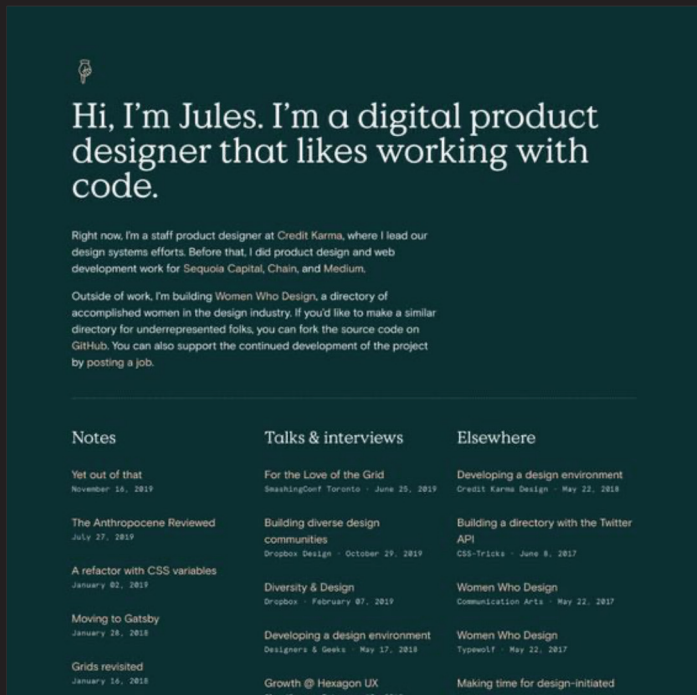 Hi, I'm Jules. I'm a digital product
designer that likes working with
code.
Right now, I'm a staff product designer at Credit Karma, where I lead our
design systems efforts. Before that, I did product design and web
development work for Sequoia Capital, Chain, and Medium.
Outside of work, I'm building Women Who Design, a directory of
accomplished women in the design industry. If you'd like to make a similar
directory for underrepresented folks, you can fork the source code on
GitHub. You can also support the continued development of the project
by posting a job.
Notes
Yet out of that
November 16, 2019
The Anthropocene Reviewed
July 27, 2019
A refactor with CSS variables
January 02, 2019
Moving to Gatsby
January 28, 2018
Grids revisited
January 16, 2018
Talks & interviews
For the Love of the Grid
SmashingConf Toronto · June 25, 2019
Building diverse design
communities
Dropbox Design · October 29, 2019
Diversity & Design
Dropbox · February 07, 2019
Developing a design environment
Designers & Geeks · May 17, 2018
Growth @ Hexagon UX
Elsewhere
Developing a design environment
Credit Karma Design · May 22, 2018
Building a directory with the Twitter
API
CSS-Tricks · June 8, 2017
Women Who Design
Communication Arts · May 22, 2017
Women Who Design
Typewolf · May 22, 2017
Making time for design-initiated